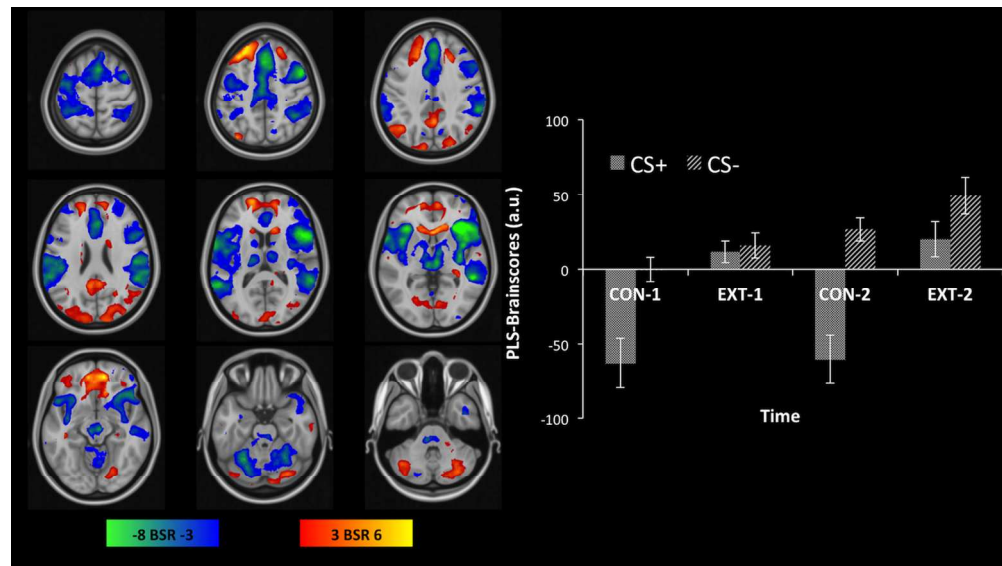 100
CS+ CS-
50
0
CON-1 EXT-1 CON-2 EXT-2
-50
-100
PLS-Brainscores (a.u.)
Time
-8 BSR -3
3 BSR 6